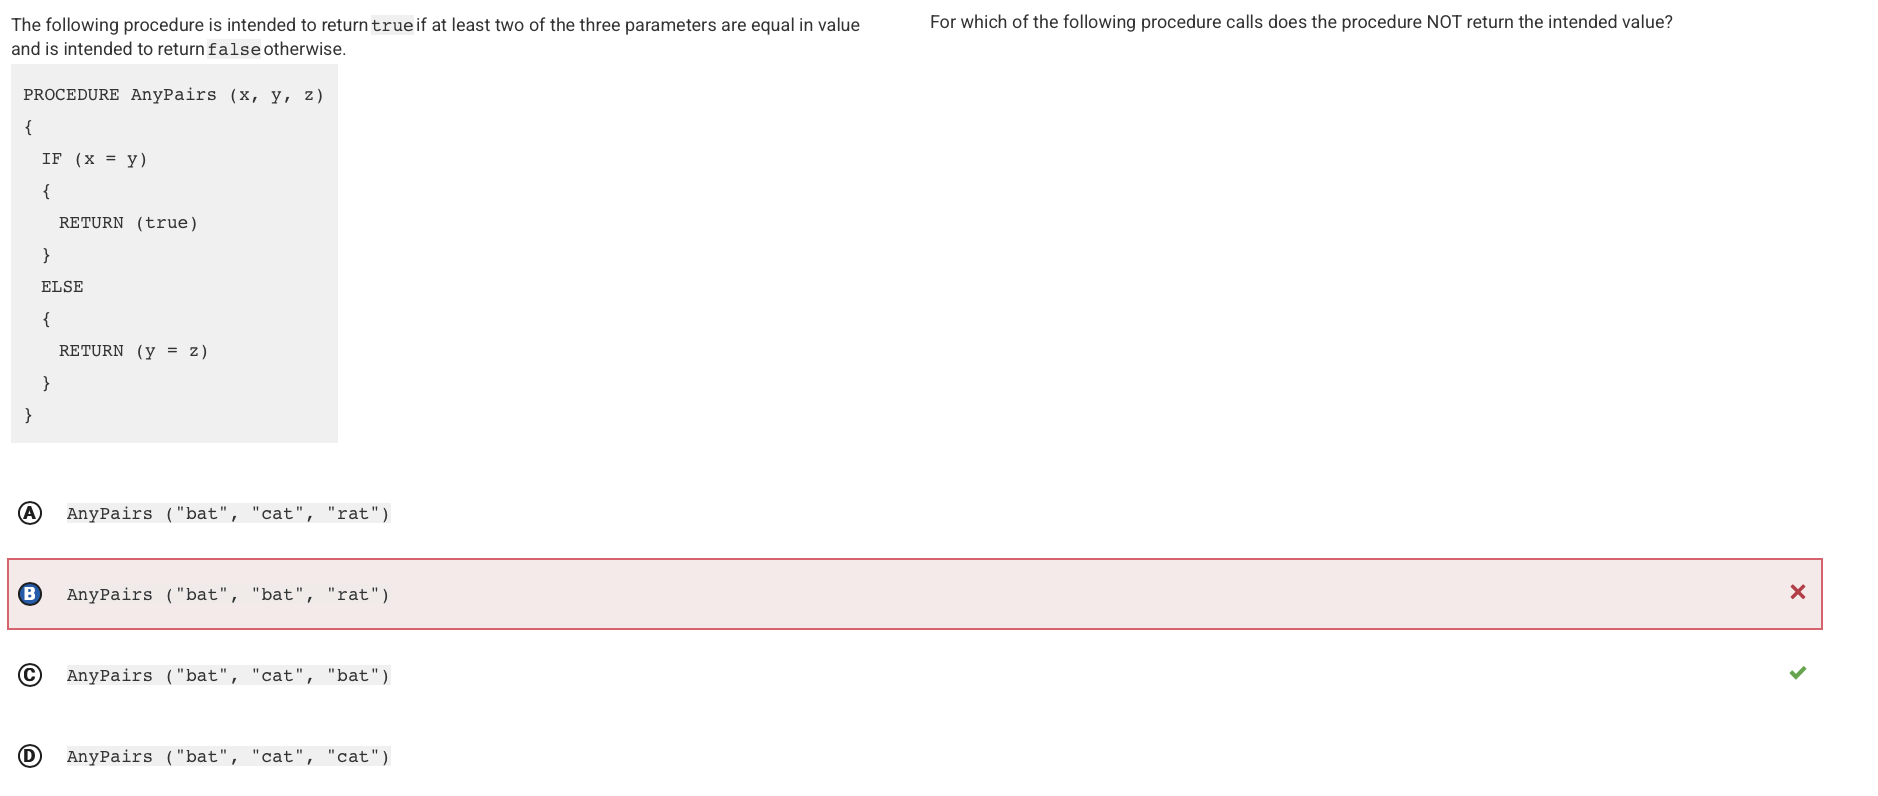 The following procedure is intended to return true if at least two of the three parameters are equal in value
and is intended to return false otherwise.
PROCEDURE AnyPairs (x, y, z)
{
IF (x = y)
{
RETURN (true)
}
ELSE
{
RETURN (y = z)
}
}
For which of the following procedure calls does the procedure NOT return the intended value?
A AnyPairs ("bat", "cat", "rat")
B AnyPairs ("bat", "bat", "rat")
C AnyPairs ("bat", "cat", "bat")
D AnyPairs ("bat", "cat", "cat")